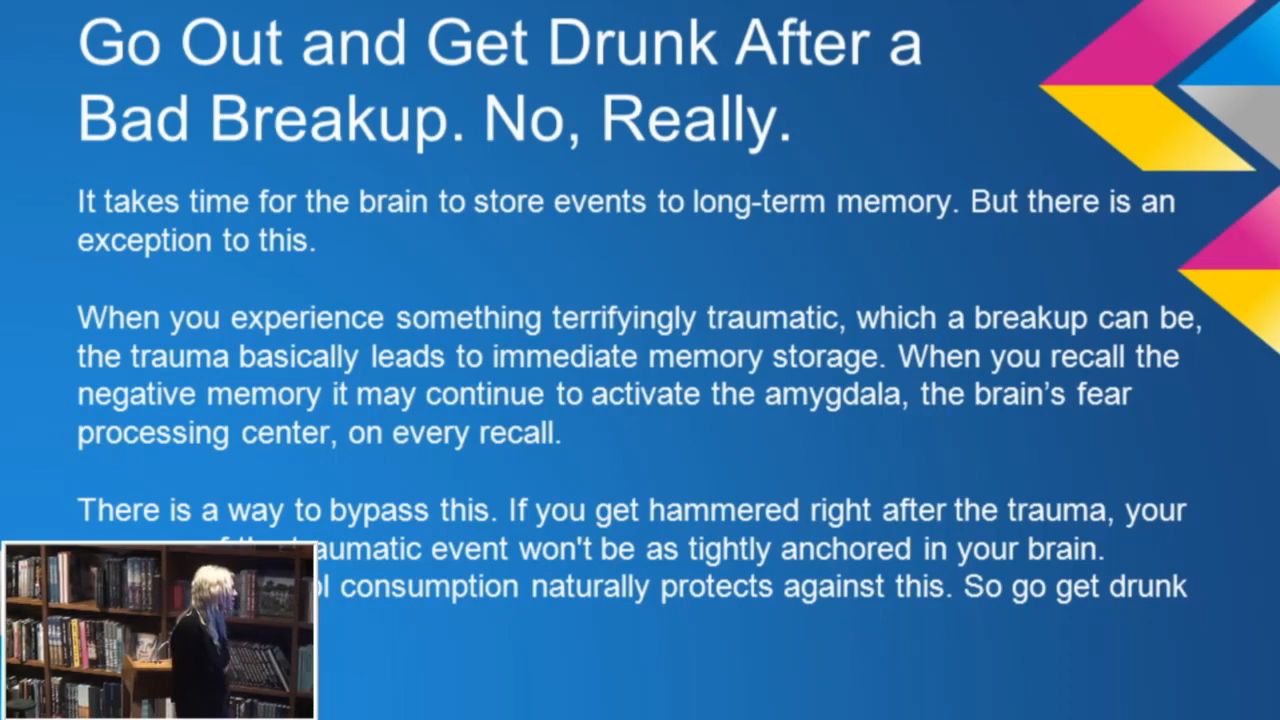 Go Out and Get Drunk After a
Bad Breakup. No, Really.
It takes time for the brain to store events to long-term memory. But there is an
exception to this.
When you experience something terrifyingly traumatic, which a breakup can be,
the trauma basically leads to immediate memory storage. When you recall the
negative memory it may continue to activate the amygdala, the brain’s fear
processing center, on every recall.
There is a way to bypass this. If you get hammered right after the trauma, your
event won't be as tightly anchored in your brain.
consumption naturally protects against this. So go get drunk